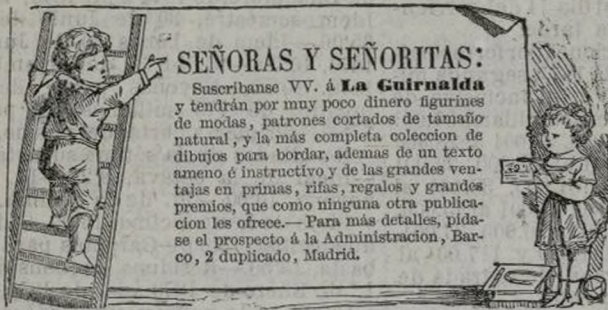 SEÑORAS Y SEÑORITAS:
Suscribanse VV. á La Guirnalda
y tendrán por muy poco dinero figurines
de modas, patrones cortados de tamaño
natural, y la más completa coleccion de
dibujos para bordar, ademas de un texto
ameno é instructivo y de las grandes ven-
tajas en primas, rifas, regalos y grandes
premios, que como ninguna otra publica-
cion les ofrece.—Para más detalles, pída-
se el prospecto á la Administracion, Bar-
co, 2 duplicado, Madrid.